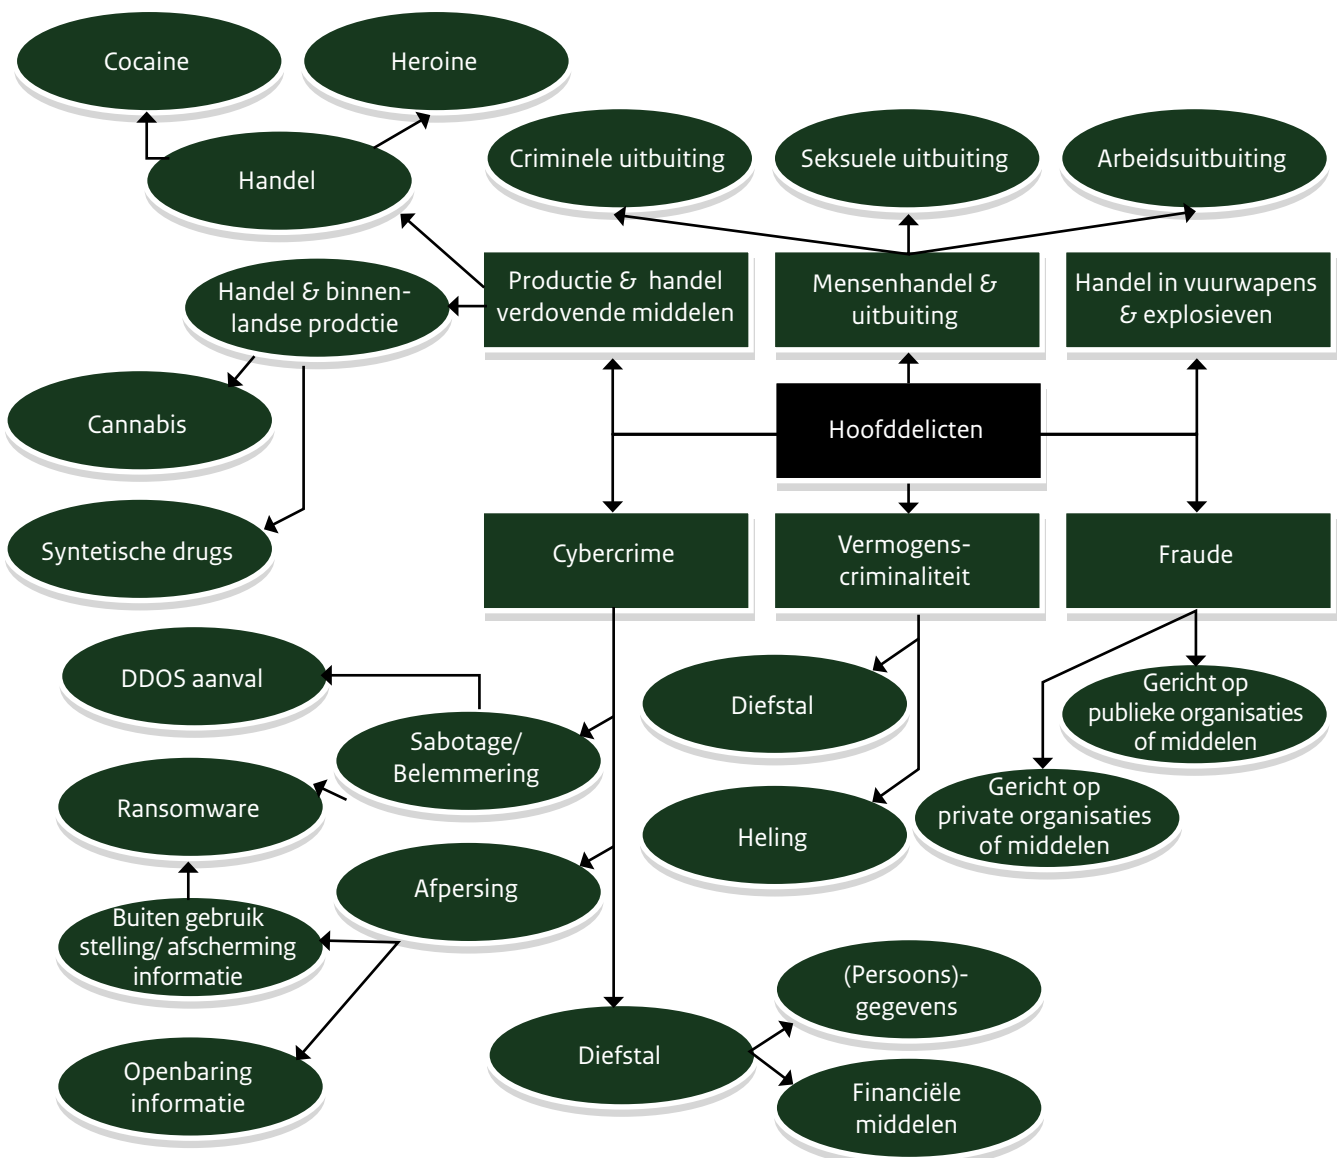 Cocaine
Heroine
Handel
Criminele uitbuiting
Seksuele uitbuiting
Arbeidsuitbuiting
Handel & binnen-
landse prodctie
Productie & handel
verdovende middelen
Mensenhandel &
uitbuiting
Handel in vuurwapens
& explosieven
Cannabis
Hoofddelicten
Syntetische drugs
Cybercrime
Vermogens-
criminaliteit
Fraude
DDOS aanval
Sabotage/
Belemmering
Diefstal
Gericht op
publieke organisaties
of middelen
Ransomware
Heling
Gericht op
private organisaties
of middelen
Afpersing
Buiten gebruik
stelling/ afscherming
informatie
(Persoons)-
gegevens
Diefstal
Openbaring
informatie
Financiële
middelen